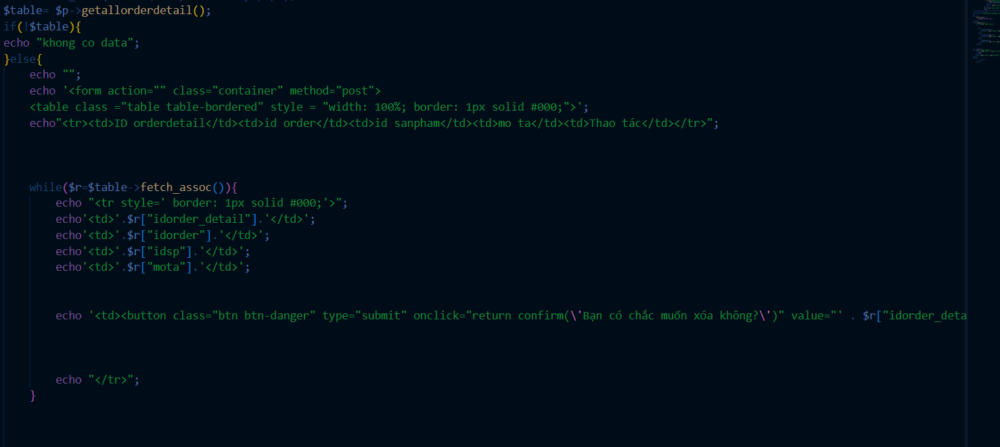 $table= $p->getallorderdetail();
if(!$table){
echo "khong co data";
}else{
echo "";
echo '<form action="" class="container" method="post">
<table class ="table table-bordered" style = "width: 100%; border: 1px solid #000;">';
echo"<tr><td>ID orderdetail</td><td>id order</td><td>id sanpham</td><td>mo ta</td><td>Thao tác</td></tr>";
while($r=$table->fetch_assoc()){
echo "<tr style=' border: 1px solid #000;'>";
echo'<td>'.$r["idorder_detail"].'</td>';
echo'<td>'.$r["idorder"].'</td>';
echo'<td>'.$r["idsp"].'</td>';
echo'<td>'.$r["mota"].'</td>';
echo '<td><button class="btn btn-danger" type="submit" onclick="return confirm(\'Bạn có chắc muốn xóa không?\')" value="' . $r["idorder_deta
echo "</tr>";
}